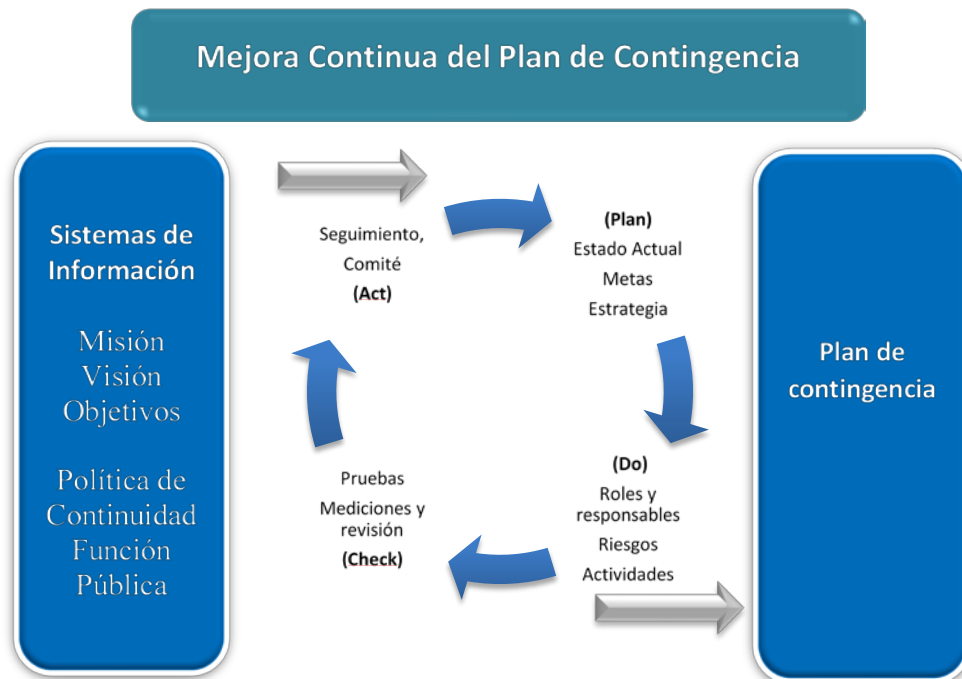 Mejora Continua del Plan de Contingencia
Sistemas de
Información
Misión
Visión
Objetivos
Política de
Continuidad
Función
Pública
Seguimiento,
Comité
(Act)
(Plan)
Estado Actual
Metas
Estrategia
(Do)
Roles y
responsables
Riesgos
Actividades
Pruebas
Mediciones y
revisión
(Check)
Plan de
contingencia